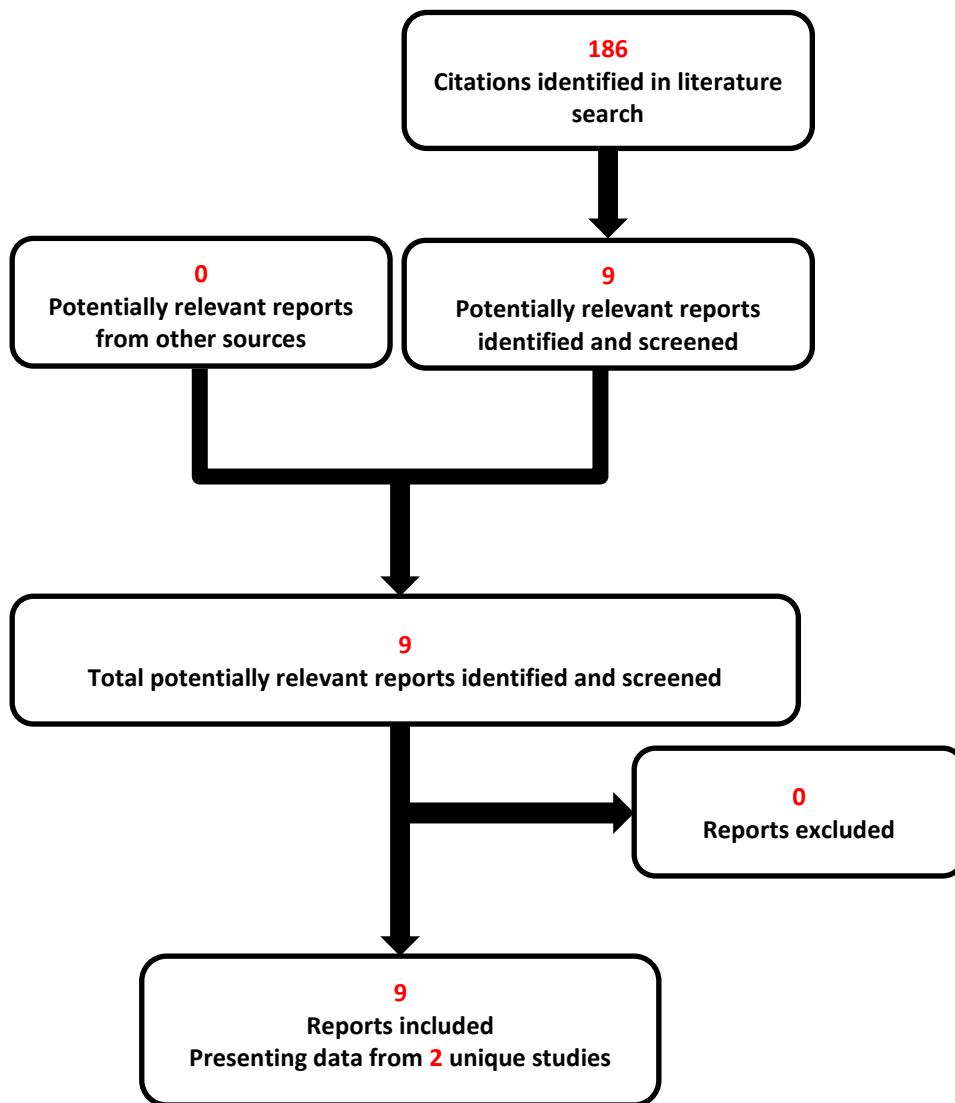 186
Citations identified in literature
search
0
Potentially relevant reports
from other sources
9
Potentially relevant reports
identified and screened
9
Total potentially relevant reports identified and screened
0
Reports excluded
9
Reports included
Presenting data from 2 unique studies